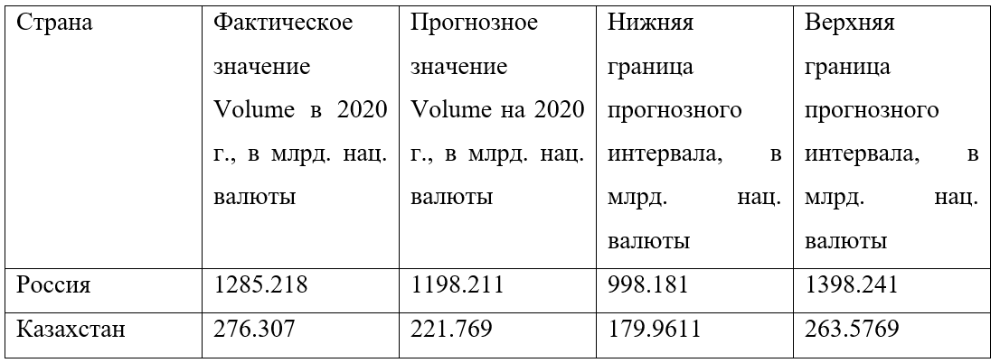 Страна
Фактическое
значение
Volume в 2020
г., в млрд. нац.
валюты
Прогнозное
значение
Volume на 2020
г., в млрд. нац.
валюты
Нижняя
граница
прогнозного
интервала, в
млрд. нац.
валюты
Верхняя
граница
прогнозного
интервала, в
млрд. нац.
валюты
Россия 1285.218 1198.211 998.181 1398.241
Казахстан 276.307 221.769 179.9611 263.5769